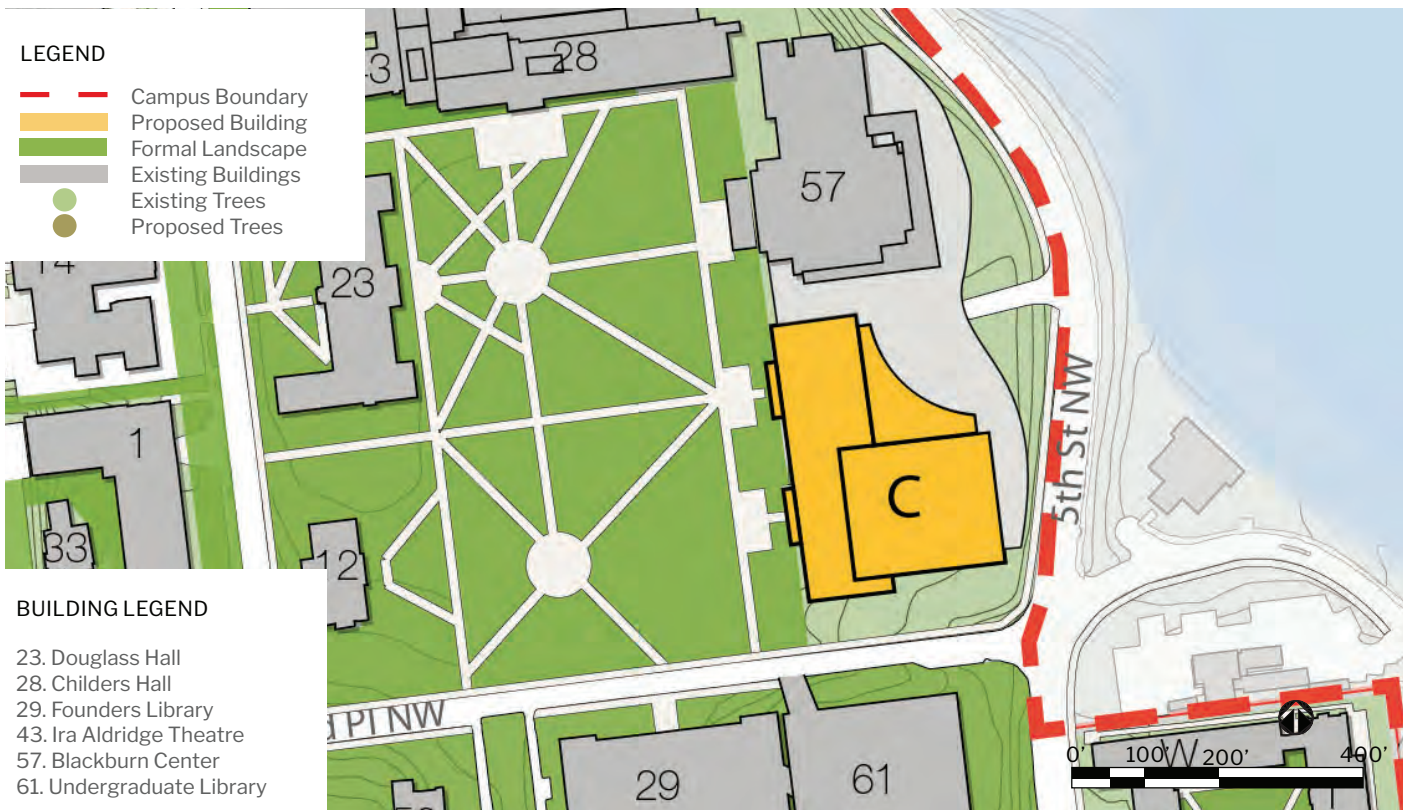 LEGEND
Campus Boundary
Proposed Building
Formal Landscape
Existing Buildings
Existing Trees
Proposed Trees
28
57
23
1
C
33
12
5th St NW
Pl NW
29
61
W
0' 100' 200' 400'
BUILDING LEGEND
23. Douglass Hall
28. Childers Hall
29. Founders Library
43. Ira Aldridge Theatre
57. Blackburn Center
61. Undergraduate Library